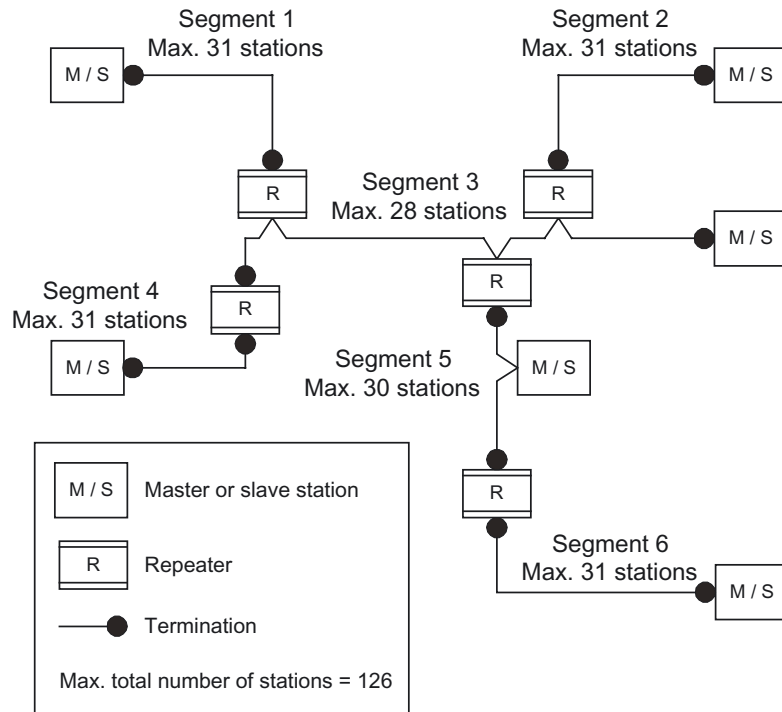 Segment 1
Max. 31 stations
Segment 2
Max. 31 stations
M / S
M / S
R
Segment 3
Max. 28 stations
R
M / S
R
Segment 4
Max. 31 stations
R
M / S
Segment 5
Max. 30 stations
M / S
R
Segment 6
Max. 31 stations
M / S
M / S
Master or slave station
R
Repeater
Termination
Max. total number of stations = 126